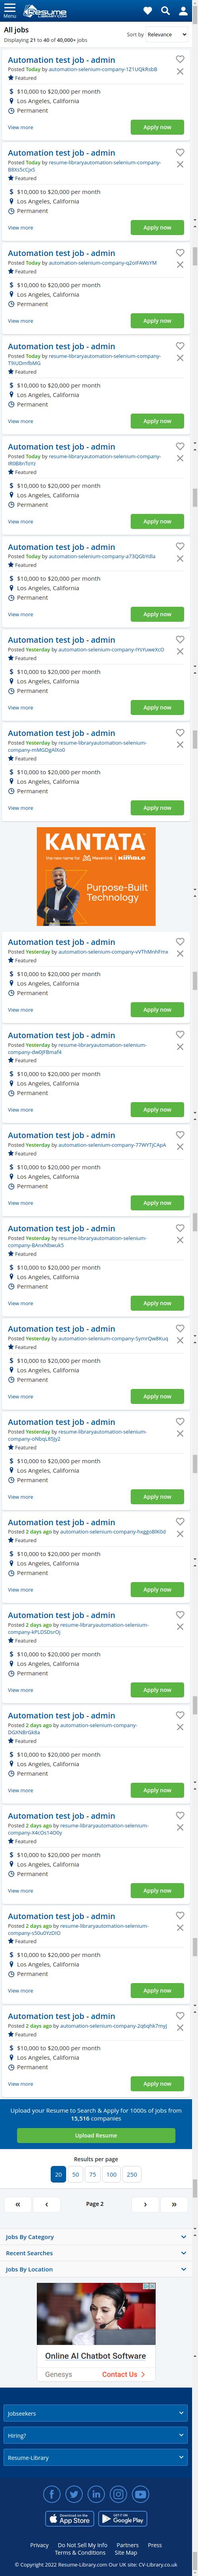 Menu
Resume
LIBRARY.COM
All jobs
Displaying 21 to 40 of 40,000+ jobs
Sort by Relevance
Automation test job - admin
Posted Today by automation-selenium-company-1Z1UQkRsbB
Featured
$10,000 to $20,000 per month
Los Angeles, California
Permanent
View more
Apply now
Automation test job - admin
Posted Today by resume-libraryautomation-selenium-company-
Featured
$10,000 to $20,000 per month
Los Angeles, California
Permanent
View more
Apply now
Automation test job - admin
Posted Today by automation-selenium-company-q2oIFAWsYM
Featured
$10,000 to $20,000 per month
Los Angeles, California
Permanent
View more
Apply now
Automation test job - admin
Posted Today by resume-libraryautomation-selenium-company-
Featured
$10,000 to $20,000 per month
Los Angeles, California
Permanent
View more
Apply now
Automation test job - admin
Posted Today by resume-libraryautomation-selenium-company-
Featured
$10,000 to $20,000 per month
Los Angeles, California
Permanent
View more
Apply now
Automation test job - admin
Posted Today by automation-selenium-company-a73QGbYdla
Featured
$10,000 to $20,000 per month
Los Angeles, California
Permanent
View more
Apply now
Automation test job - admin
Posted Yesterday by automation-selenium-company-IYoYuweXcO
Featured
$10,000 to $20,000 per month
Los Angeles, California
Permanent
View more
Apply now
Automation test job - admin
Posted Yesterday by resume-libraryautomation-selenium-
company-mMGDgAlXo0
Featured
$10,000 to $20,000 per month
Los Angeles, California
Permanent
View more
Apply now
KANTATA
Purpose-Built
Technology
Automation test job - admin
Posted Yesterday by automation-selenium-company-vVThMnhFmx
Featured
$10,000 to $20,000 per month
Los Angeles, California
Permanent
View more
Apply now
Automation test job - admin
Posted Yesterday by resume-libraryautomation-selenium-
Featured
$10,000 to $20,000 per month
Los Angeles, California
Permanent
View more
Apply now
Automation test job - admin
Posted Yesterday by automation-selenium-company-77WYTjCApA
Featured
$10,000 to $20,000 per month
Los Angeles, California
Permanent
View more
Apply now
Automation test job - admin
Posted Yesterday by resume-libraryautomation-selenium-
company-BAnxNbwuk5
Featured
$10,000 to $20,000 per month
Los Angeles, California
Permanent
View more
Apply now
Automation test job - admin
Posted Yesterday by automation-selenium-company-SymrQw8Kuq
Featured
$10,000 to $20,000 per month
Los Angeles, California
Permanent
View more
Apply now
Automation test job - admin
Posted Yesterday by resume-libraryautomation-selenium-
company-oNbqL85Jy2
Featured
$10,000 to $20,000 per month
Los Angeles, California
Permanent
View more
Apply now
Automation test job - admin
Posted 2 days ago by automation-selenium-company-hxggoBlK0d
Featured
$10,000 to $20,000 per month
Los Angeles, California
Permanent
View more
Apply now
Automation test job - admin
Posted 2 days ago by resume-libraryautomation-selenium-
company-kPLDSDsrOj
Featured
$10,000 to $20,000 per month
Los Angeles, California
Permanent
View more
Apply now
Automation test job - admin
Posted 2 days ago by automation-selenium-company-
DGXNBrGk8a
Featured
$10,000 to $20,000 per month
Los Angeles, California
Permanent
View more
Apply now
Automation test job - admin
Posted 2 days ago by resume-libraryautomation-selenium-
company-X4cOs14O0y
Featured
$10,000 to $20,000 per month
Los Angeles, California
Permanent
View more
Apply now
Automation test job - admin
Posted 2 days ago by resume-libraryautomation-selenium-
company-s50u0YzDIO
Featured
$10,000 to $20,000 per month
Los Angeles, California
Permanent
View more
Apply now
Automation test job - admin
Posted 2 days ago by automation-selenium-company-2q6qhk7myJ
Featured
$10,000 to $20,000 per month
Los Angeles, California
Permanent
View more
Apply now
Upload your Resume to Search & Apply for 1000s of jobs from
15,516 companies
Upload Resume
Results per page
20 50 75 100 250
« ‹ Page 2 › »
Jobs By Category
Recent Searches
Jobs By Location
Online AI Chatbot Software
Genesys Contact Us >
Jobseekers
Hiring?
Resume-Library
Download on the
App Store
GET IT ON
Google Play
Privacy Do Not Sell My Info Partners Press
Terms & Conditions Site Map
© Copyright 2022 Resume-Library.com Our UK site: CV-Library.co.uk